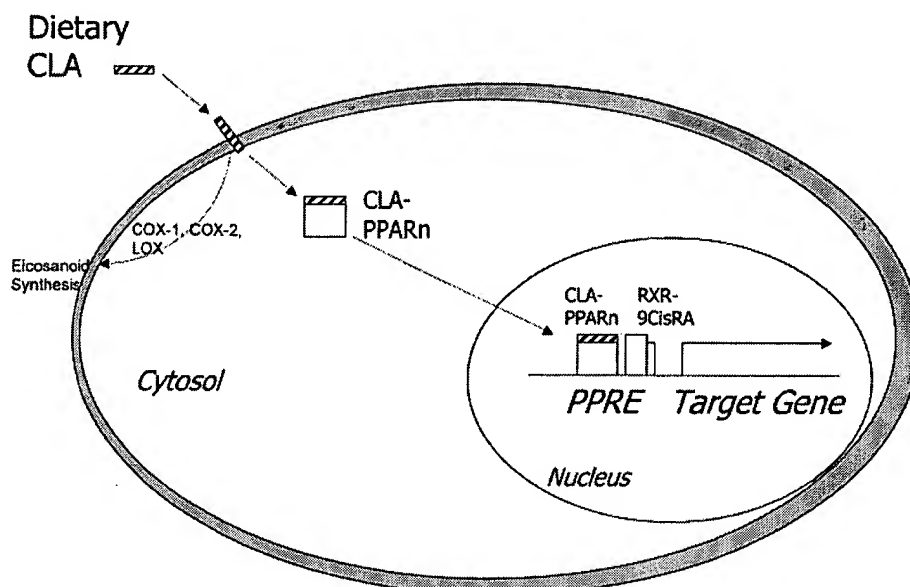 Dietary
CLA
CLA-
PPARn
COX-1, COX-2,
LOX
Eicosanoid
Synthesis
CLA-
PPARn
RXR-
9CisRA
Cytosol
PPRE
Target Gene
Nucleus